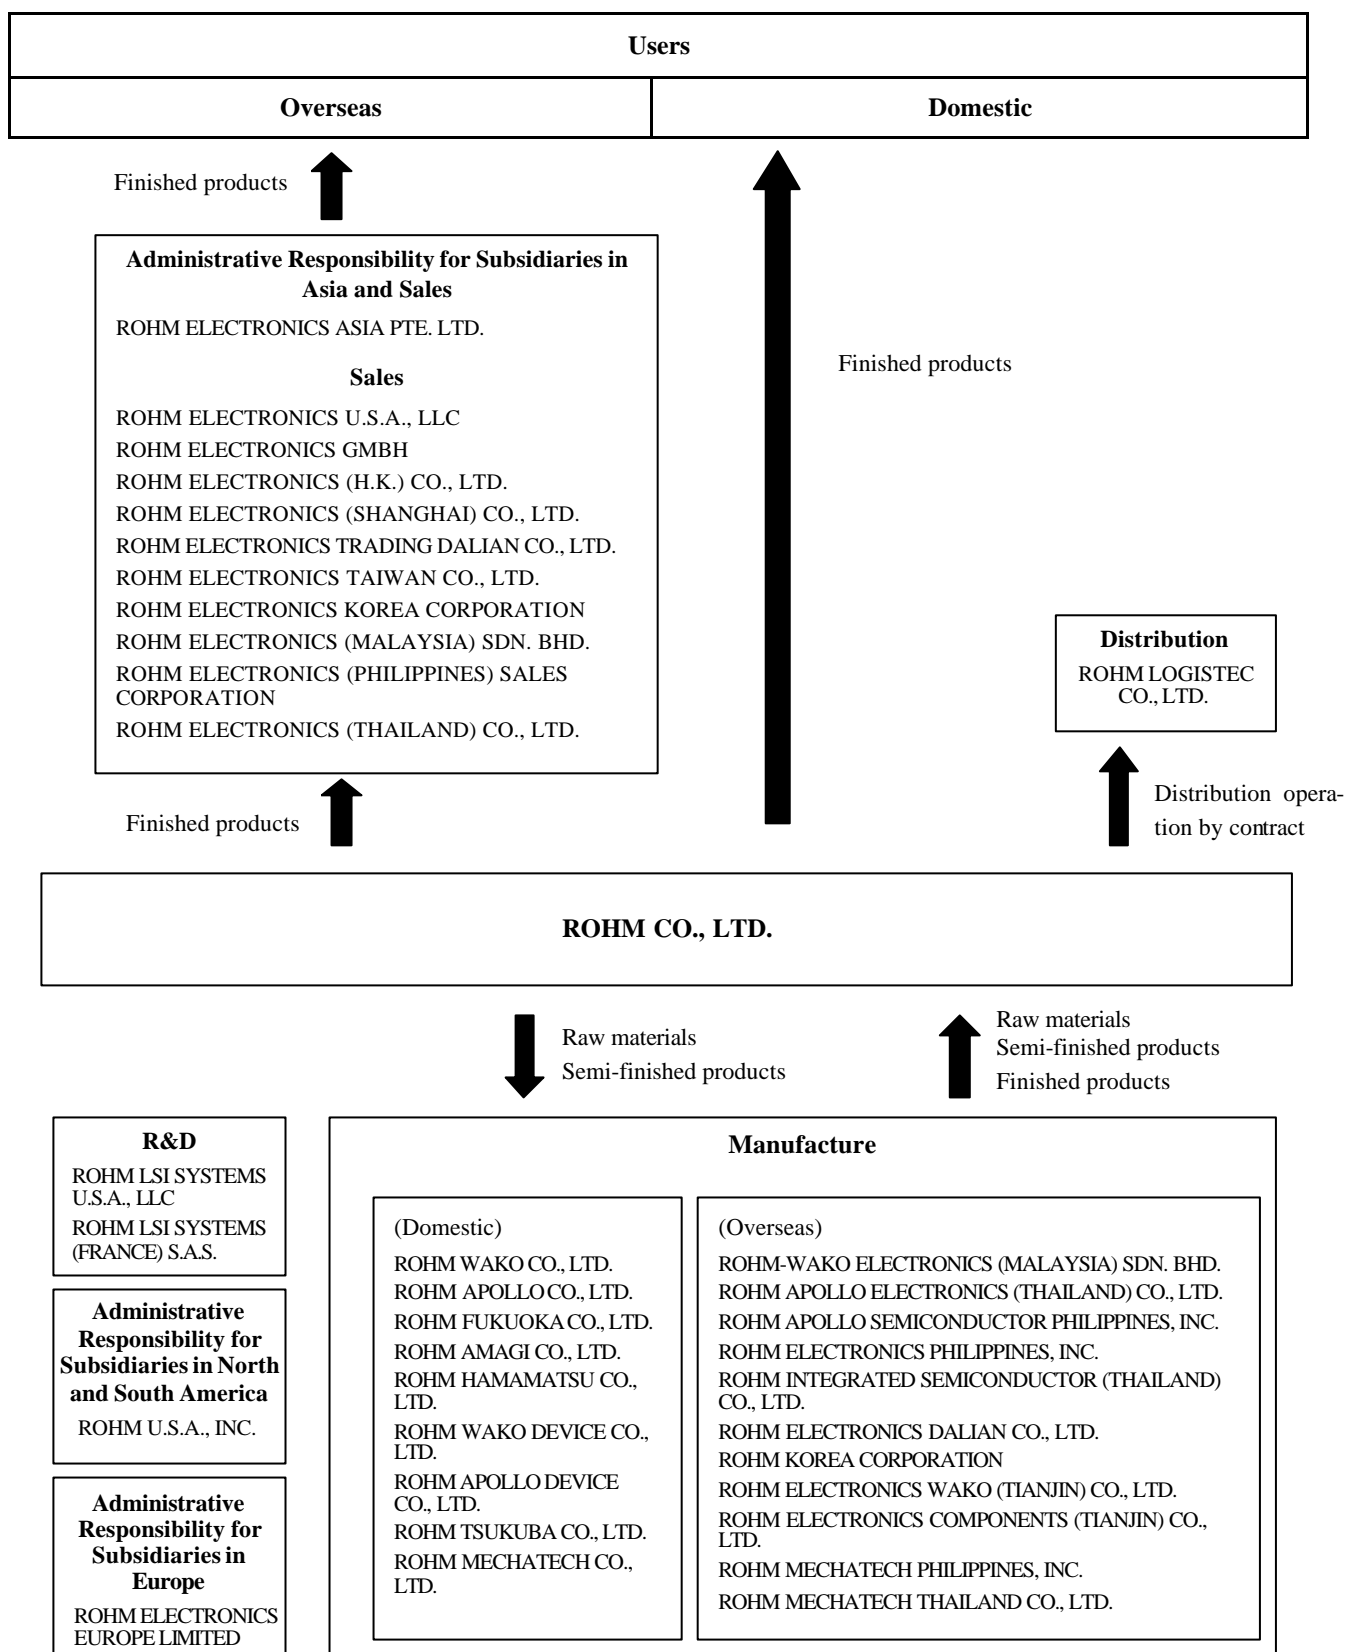 Users
Overseas
Domestic
Finished products
Administrative Responsibility for Subsidiaries in
Asia and Sales
ROHM ELECTRONICS ASIA PTE. LTD.
Sales
ROHM ELECTRONICS U.S.A., LLC
ROHM ELECTRONICS GMBH
ROHM ELECTRONICS (H.K.) CO., LTD.
ROHM ELECTRONICS (SHANGHAI) CO., LTD.
ROHM ELECTRONICS TRADING DALIAN CO., LTD.
ROHM ELECTRONICS TAIWAN CO., LTD.
ROHM ELECTRONICS KOREA CORPORATION
ROHM ELECTRONICS (MALAYSIA) SDN. BHD.
ROHM ELECTRONICS (PHILIPPINES) SALES
CORPORATION
ROHM ELECTRONICS (THAILAND) CO., LTD.
Finished products
Finished products
Distribution
ROHM LOGISTEC
CO., LTD.
Distribution opera-
tion by contract
ROHM CO., LTD.
Raw materials
Semi-finished products
Raw materials
Semi-finished products
Finished products
R&D
ROHM LSI SYSTEMS
U.S.A., LLC
ROHM LSI SYSTEMS
(FRANCE) S.A.S.
Administrative
Responsibility for
Subsidiaries in North
and South America
ROHM U.S.A., INC.
Administrative
Responsibility for
Subsidiaries in
Europe
ROHM ELECTRONICS
EUROPE LIMITED
Manufacture
(Domestic)
ROHM WAKO CO., LTD.
ROHM APOLLO CO., LTD.
ROHM FUKUOKA CO., LTD.
ROHM AMAGI CO., LTD.
ROHM HAMAMATSU CO.,
LTD.
ROHM WAKO DEVICE CO.,
LTD.
ROHM APOLLO DEVICE
CO., LTD.
ROHM TSUKUBA CO., LTD.
ROHM MECHATECH CO.,
LTD.
(Overseas)
ROHM-WAKO ELECTRONICS (MALAYSIA) SDN. BHD.
ROHM APOLLO ELECTRONICS (THAILAND) CO., LTD.
ROHM APOLLO SEMICONDUCTOR PHILIPPINES, INC.
ROHM ELECTRONICS PHILIPPINES, INC.
ROHM INTEGRATED SEMICONDUCTOR (THAILAND)
CO., LTD.
ROHM ELECTRONICS DALIAN CO., LTD.
ROHM KOREA CORPORATION
ROHM ELECTRONICS WAKO (TIANJIN) CO., LTD.
ROHM ELECTRONICS COMPONENTS (TIANJIN) CO.,
LTD.
ROHM MECHATECH PHILIPPINES, INC.
ROHM MECHATECH THAILAND CO., LTD.